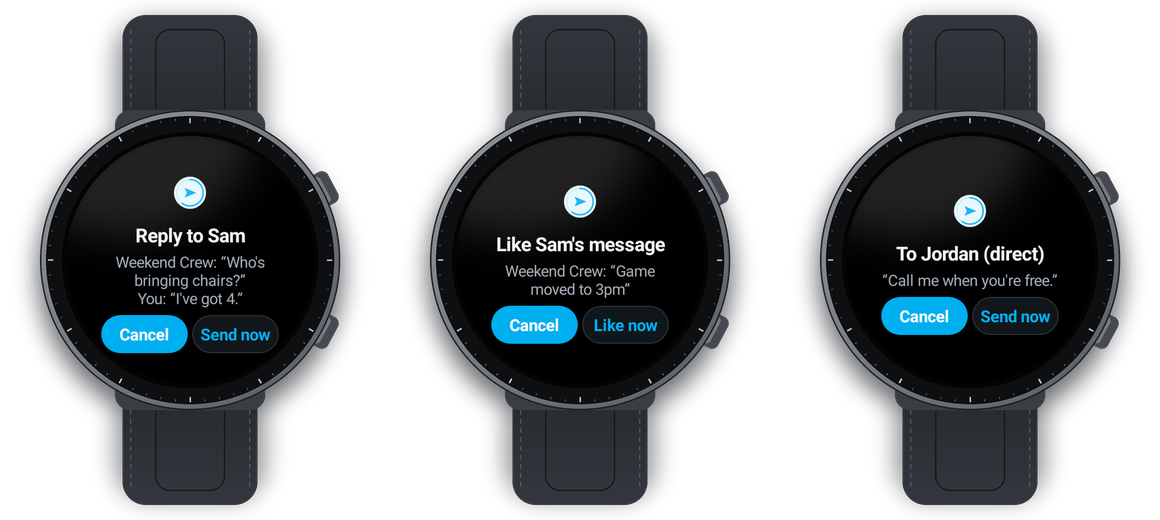 Reply to Sam
Weekend Crew: “Who's
bringing chairs?”
You: “I've got 4.”
Cancel
Send now
Like Sam's message
Weekend Crew: “Game
moved to 3pm”
Cancel
Like now
To Jordan (direct)
“Call me when you're free.”
Cancel
Send now